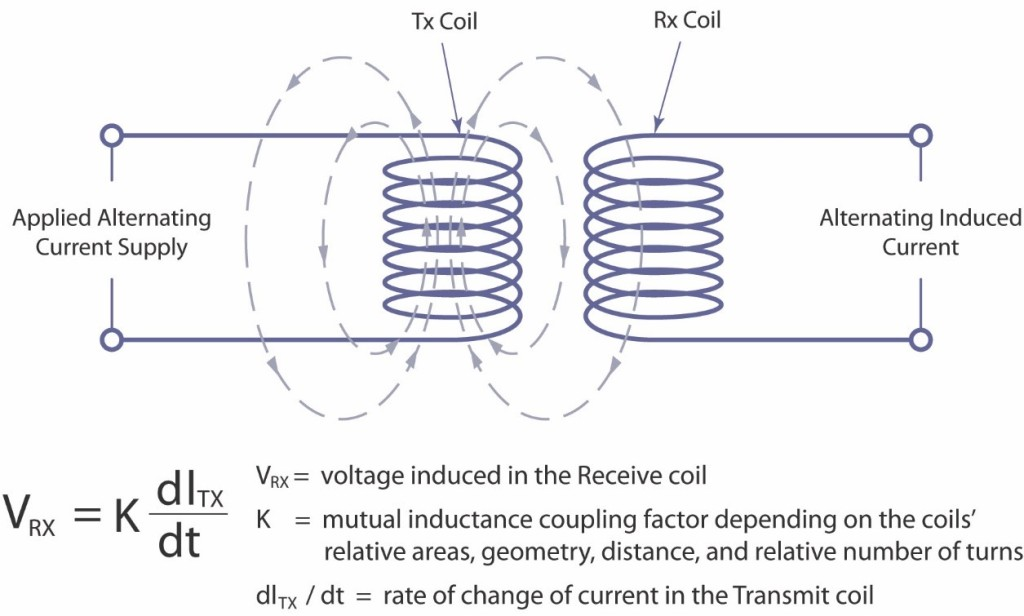 Tx Coil
Rx Coil
Applied Alternating
Current Supply
Alternating Induced
Current
V_RX = K dI_TX / dt
V_RX = voltage induced in the Receive coil
K = mutual inductance coupling factor depending on the coils'
relative areas, geometry, distance, and relative number of turns
dI_TX / dt = rate of change of current in the Transmit coil